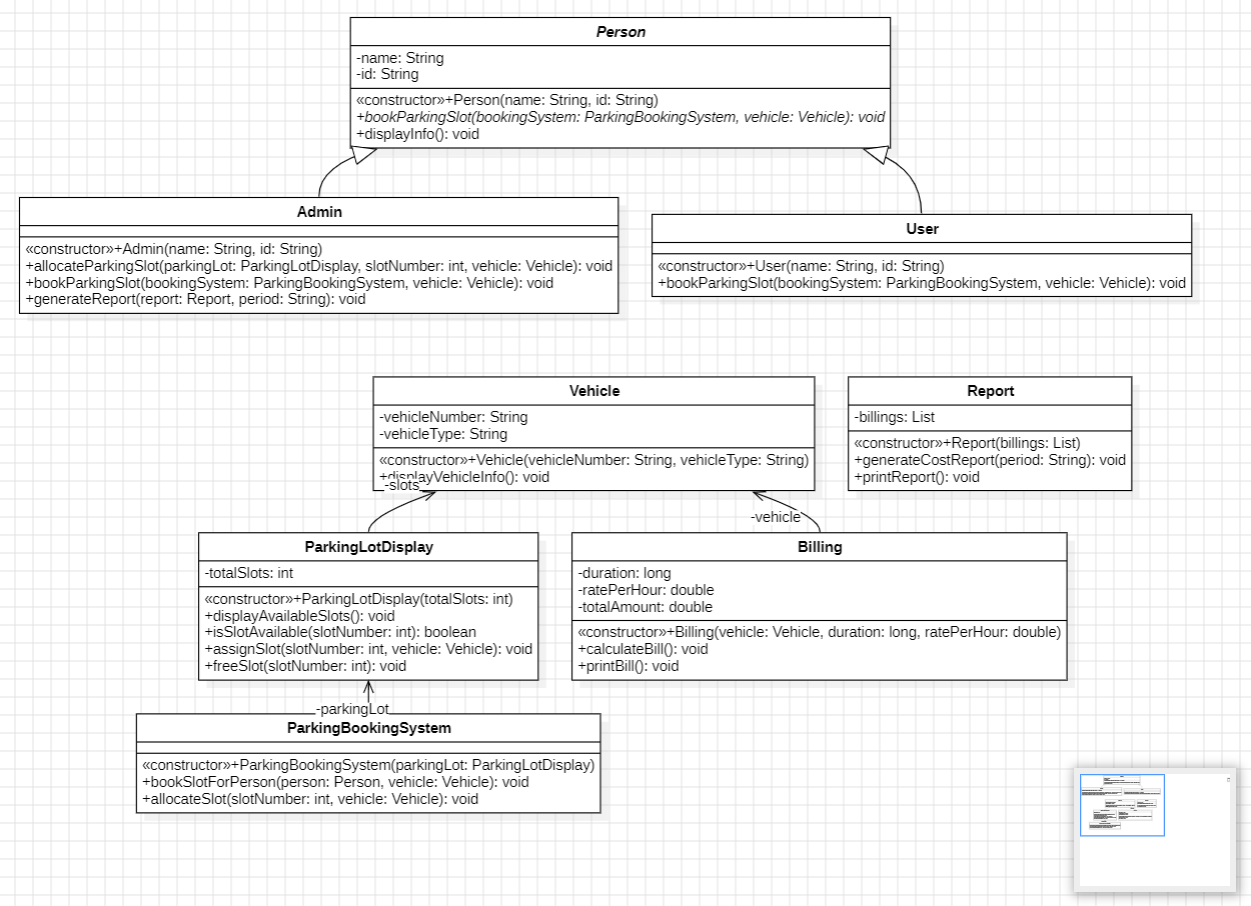 Person
-name: String
-id: String
«constructor»+Person(name: String, id: String)
+bookParkingSlot(bookingSystem: ParkingBookingSystem, vehicle: Vehicle): void
+displayInfo(): void
Admin
«constructor»+Admin(name: String, id: String)
+allocateParkingSlot(parkingLot: ParkingLotDisplay, slotNumber: int, vehicle: Vehicle): void
+bookParkingSlot(bookingSystem: ParkingBookingSystem, vehicle: Vehicle): void
+generateReport(report: Report, period: String): void
User
«constructor»+User(name: String, id: String)
+bookParkingSlot(bookingSystem: ParkingBookingSystem, vehicle: Vehicle): void
Vehicle
-vehicleNumber: String
-vehicleType: String
«constructor»+Vehicle(vehicleNumber: String, vehicleType: String)
+displayVehicleInfo(): void
-slots
Report
-billings: List
«constructor»+Report(billings: List)
+generateCostReport(period: String): void
+printReport(): void
-vehicle
ParkingLotDisplay
-totalSlots: int
«constructor»+ParkingLotDisplay(totalSlots: int)
+displayAvailableSlots(): void
+isSlotAvailable(slotNumber: int): boolean
+assignSlot(slotNumber: int, vehicle: Vehicle): void
+freeSlot(slotNumber: int): void
Billing
-duration: long
-ratePerHour: double
-totalAmount: double
«constructor»+Billing(vehicle: Vehicle, duration: long, ratePerHour: double)
+calculateBill(): void
+printBill(): void
-parkingLot
ParkingBookingSystem
«constructor»+ParkingBookingSystem(parkingLot: ParkingLotDisplay)
+bookSlotForPerson(person: Person, vehicle: Vehicle): void
+allocateSlot(slotNumber: int, vehicle: Vehicle): void